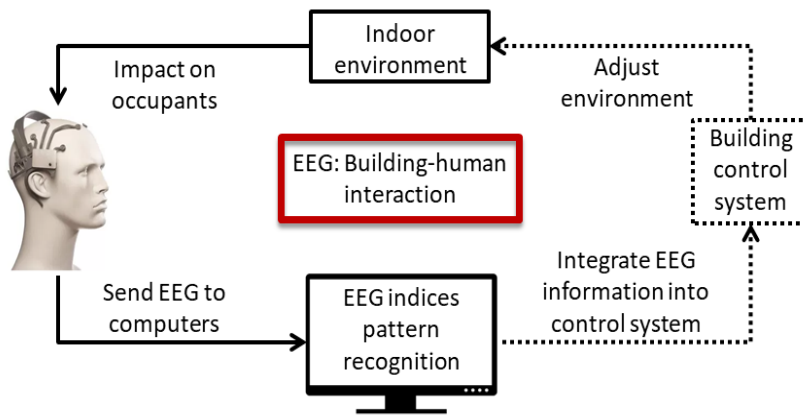 Indoor
environment
Impact on
occupants
Adjust
environment
EEG: Building-human
interaction
Building
control
system
Send EEG to
computers
EEG indices
pattern
recognition
Integrate EEG
information into
control system